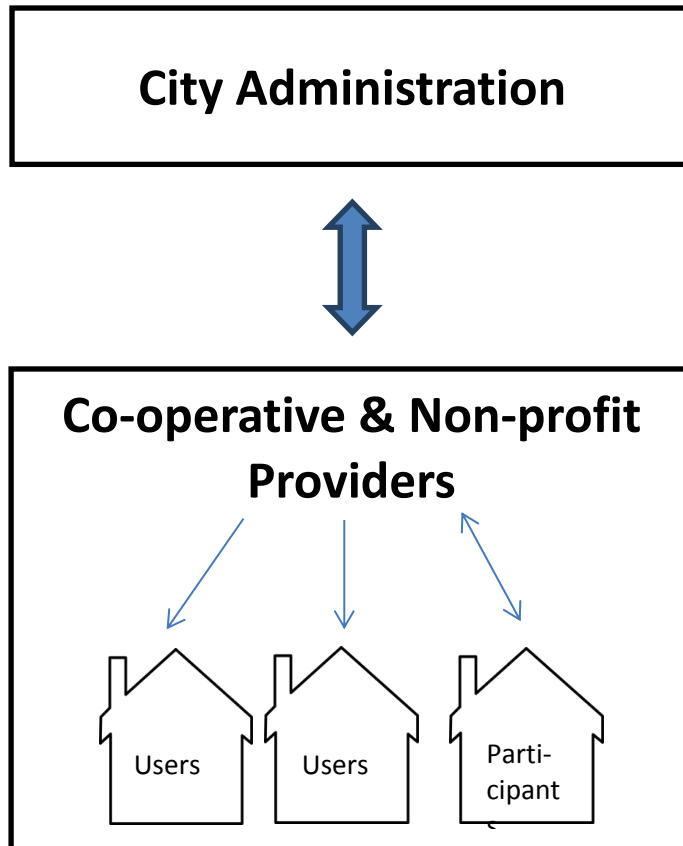 City Administration
Co-operative & Non-profit
Providers
Users
Users
Parti-
cipant
s